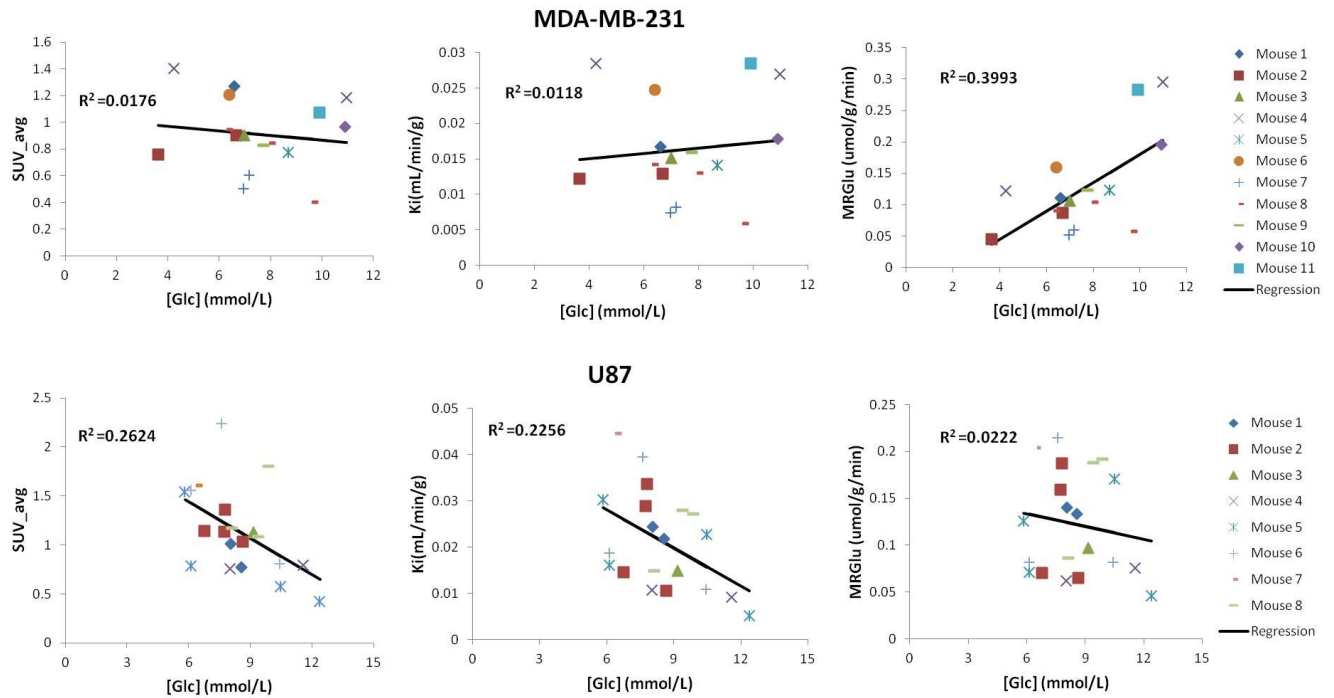 MDA-MB-231
1.6
1.4
1.2
1
0.8
0.6
0.4
0.2
0
SUV_avg
R²=0.0176
0 2 4 6 8 10 12
[Glc] (mmol/L)
0.03
0.025
0.02
0.015
0.01
0.005
0
Ki(mL/min/g)
R²=0.0118
0 2 4 6 8 10 12
[Glc] (mmol/L)
0.35
0.3
0.25
0.2
0.15
0.1
0.05
0
MRGlu (umol/g/min)
R²=0.3993
0 2 4 6 8 10 12
[Glc] (mmol/L)
Mouse 1
Mouse 2
Mouse 3
Mouse 4
Mouse 5
Mouse 6
Mouse 7
Mouse 8
Mouse 9
Mouse 10
Mouse 11
Regression
U87
2.5
2
1.5
1
0.5
0
SUV_avg
R²=0.2624
0 3 6 9 12 15
[Glc] (mmol/L)
0.05
0.04
0.03
0.02
0.01
0
Ki(mL/min/g)
R²=0.2256
0 3 6 9 12 15
[Glc] (mmol/L)
0.25
0.2
0.15
0.1
0.05
0
MRGlu (umol/g/min)
R²=0.0222
0 3 6 9 12 15
[Glc] (mmol/L)
Mouse 1
Mouse 2
Mouse 3
Mouse 4
Mouse 5
Mouse 6
Mouse 7
Mouse 8
Regression